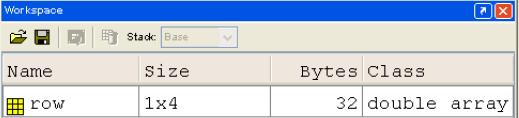 Workspace
Stack: Base
Name Size Bytes Class
row 1x4 32 double array